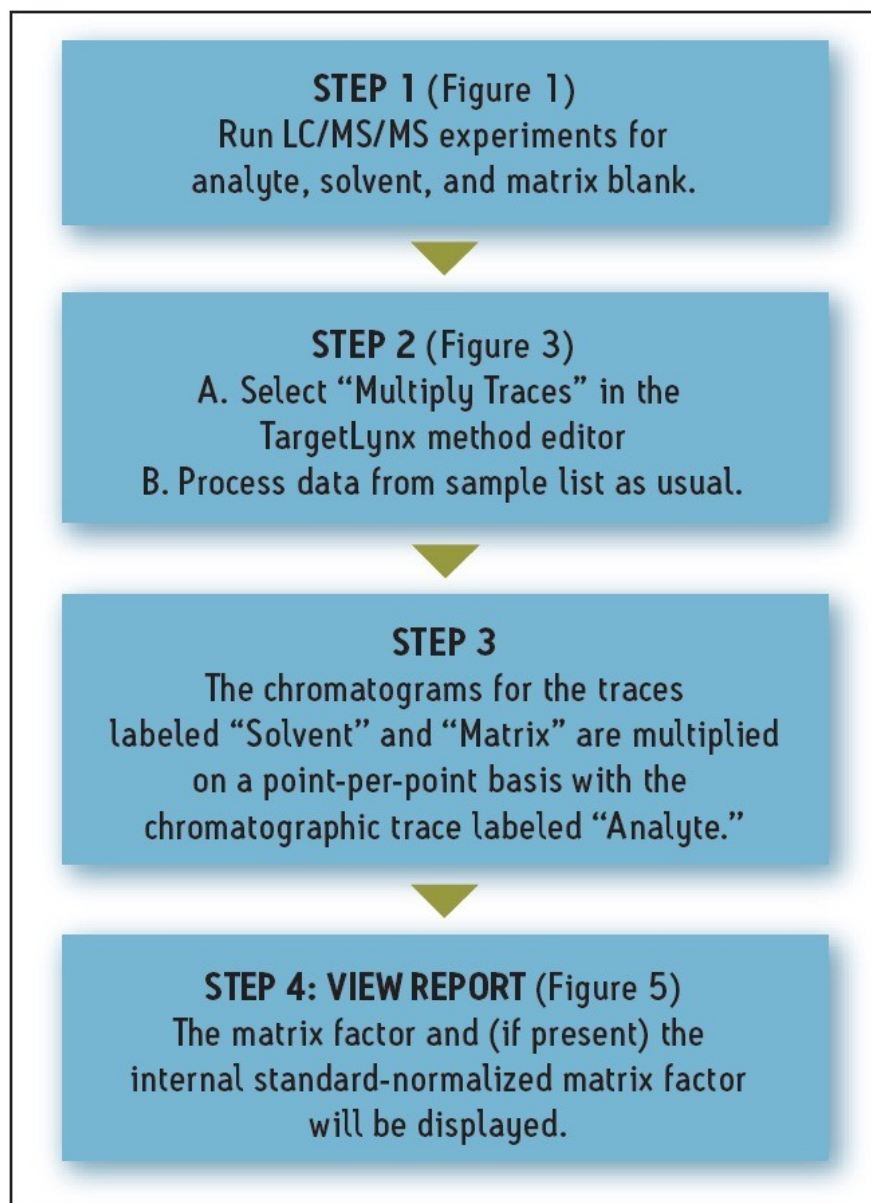 STEP 1 (Figure 1)
Run LC/MS/MS experiments for
analyte, solvent, and matrix blank.
STEP 2 (Figure 3)
A. Select “Multiply Traces” in the
TargetLynx method editor
B. Process data from sample list as usual.
STEP 3
The chromatograms for the traces
labeled “Solvent” and “Matrix” are multiplied
on a point-per-point basis with the
chromatographic trace labeled “Analyte.”
STEP 4: VIEW REPORT (Figure 5)
The matrix factor and (if present) the
internal standard-normalized matrix factor
will be displayed.